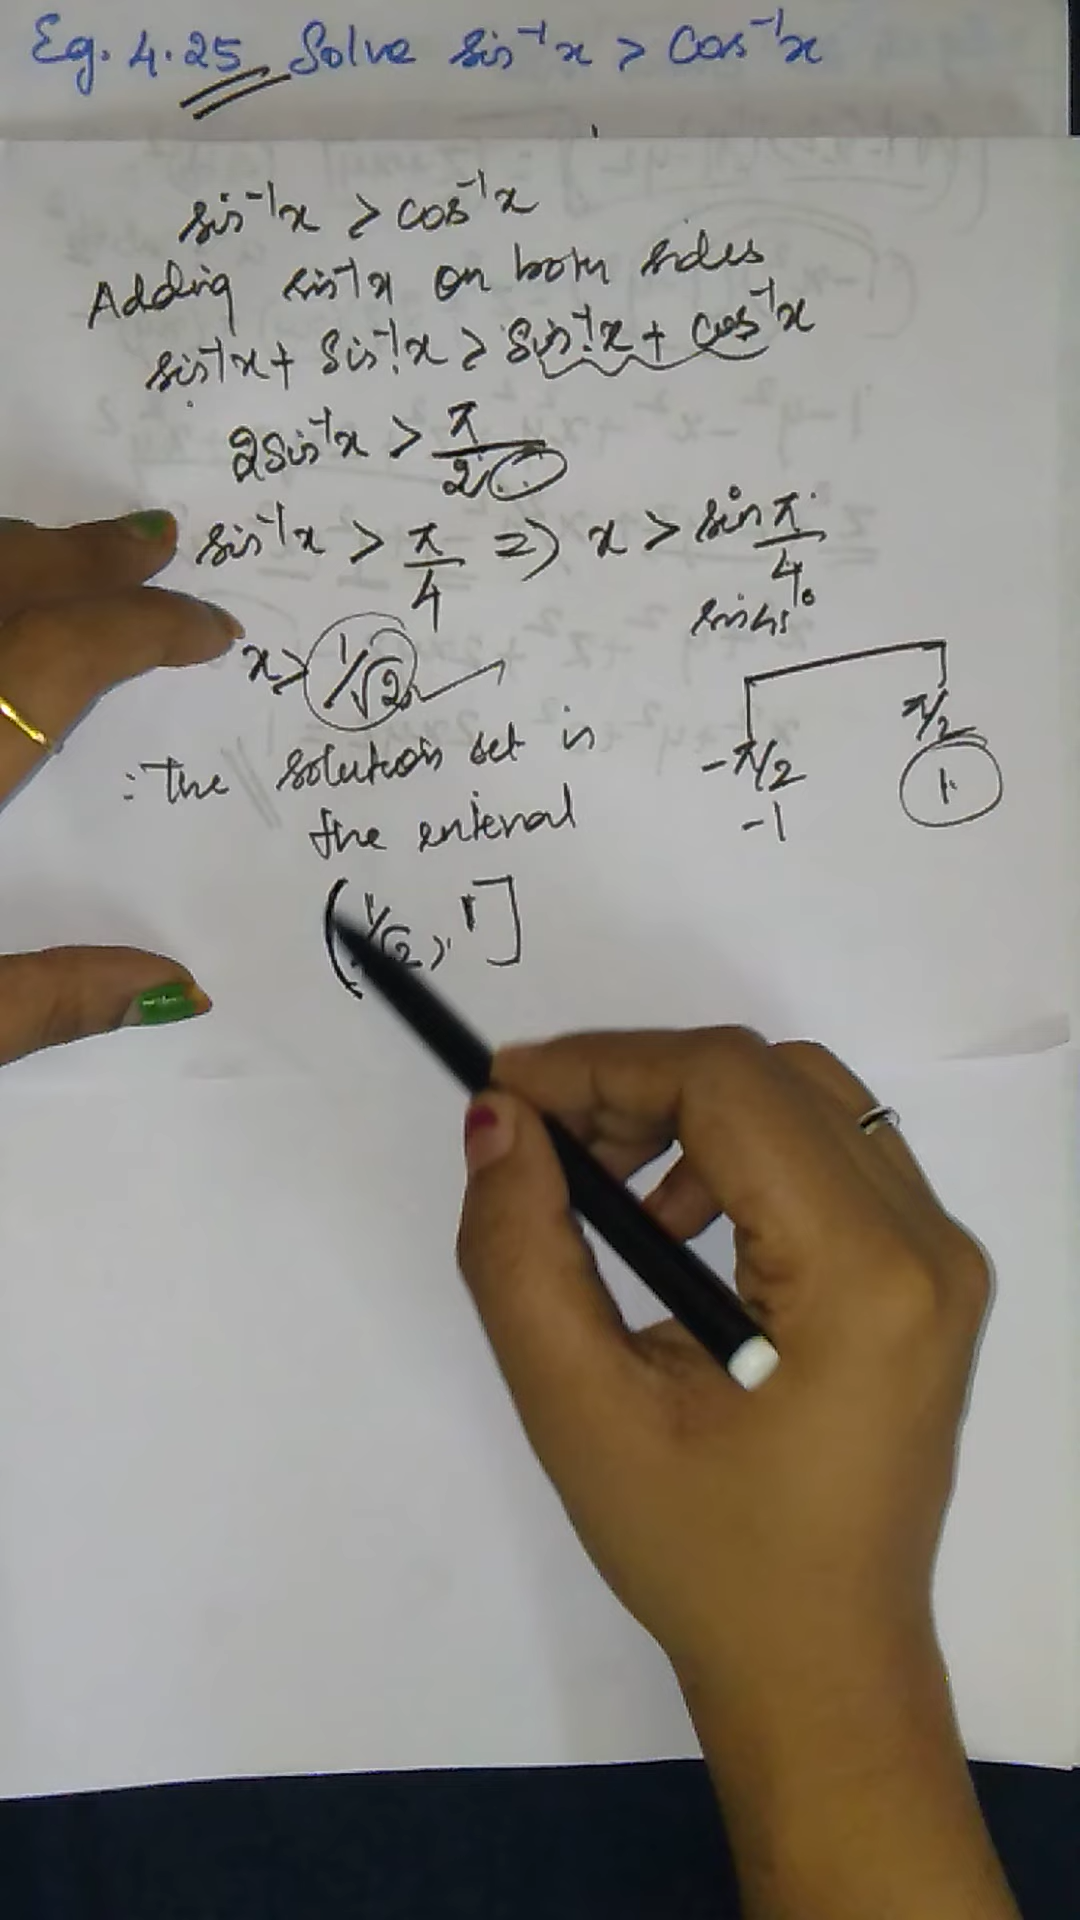 Eg. 4.25 Solve sin⁻¹x > cos⁻¹x
sin⁻¹x > cos⁻¹x
Adding sin⁻¹x on both sides
sin⁻¹x + sin⁻¹x > sin⁻¹x + cos⁻¹x
2sin⁻¹x > π/2
sin⁻¹x > π/4 ⇒ x > sin π/4
sin45°
x > 1/√2
-π/2 π/2
-1 1
∴ The solution set is
the interval
(1/√2, 1]